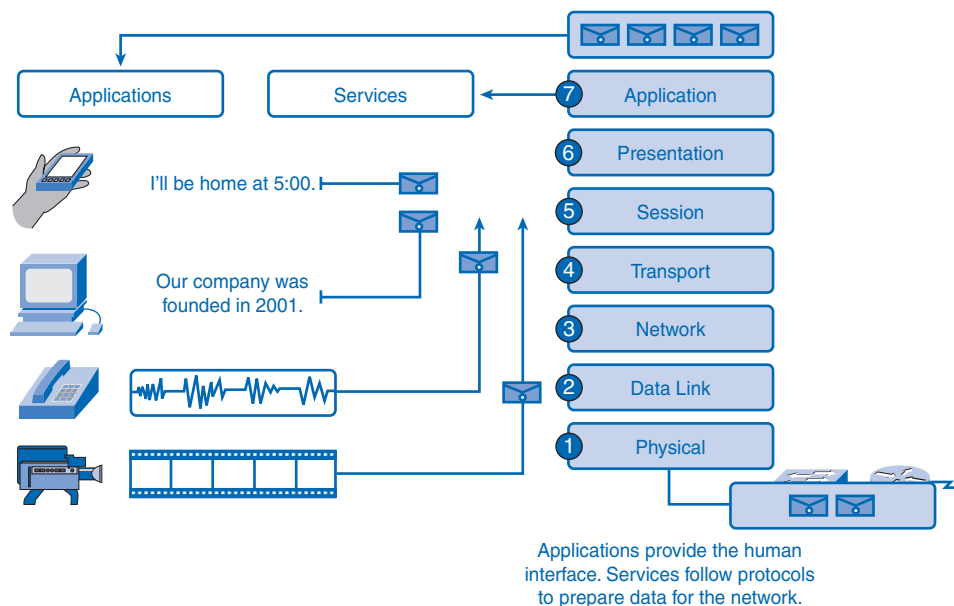 Applications
Services
7 Application
6 Presentation
I'll be home at 5:00.
5 Session
4 Transport
Our company was
founded in 2001.
3 Network
2 Data Link
1 Physical
Applications provide the human
interface. Services follow protocols
to prepare data for the network.